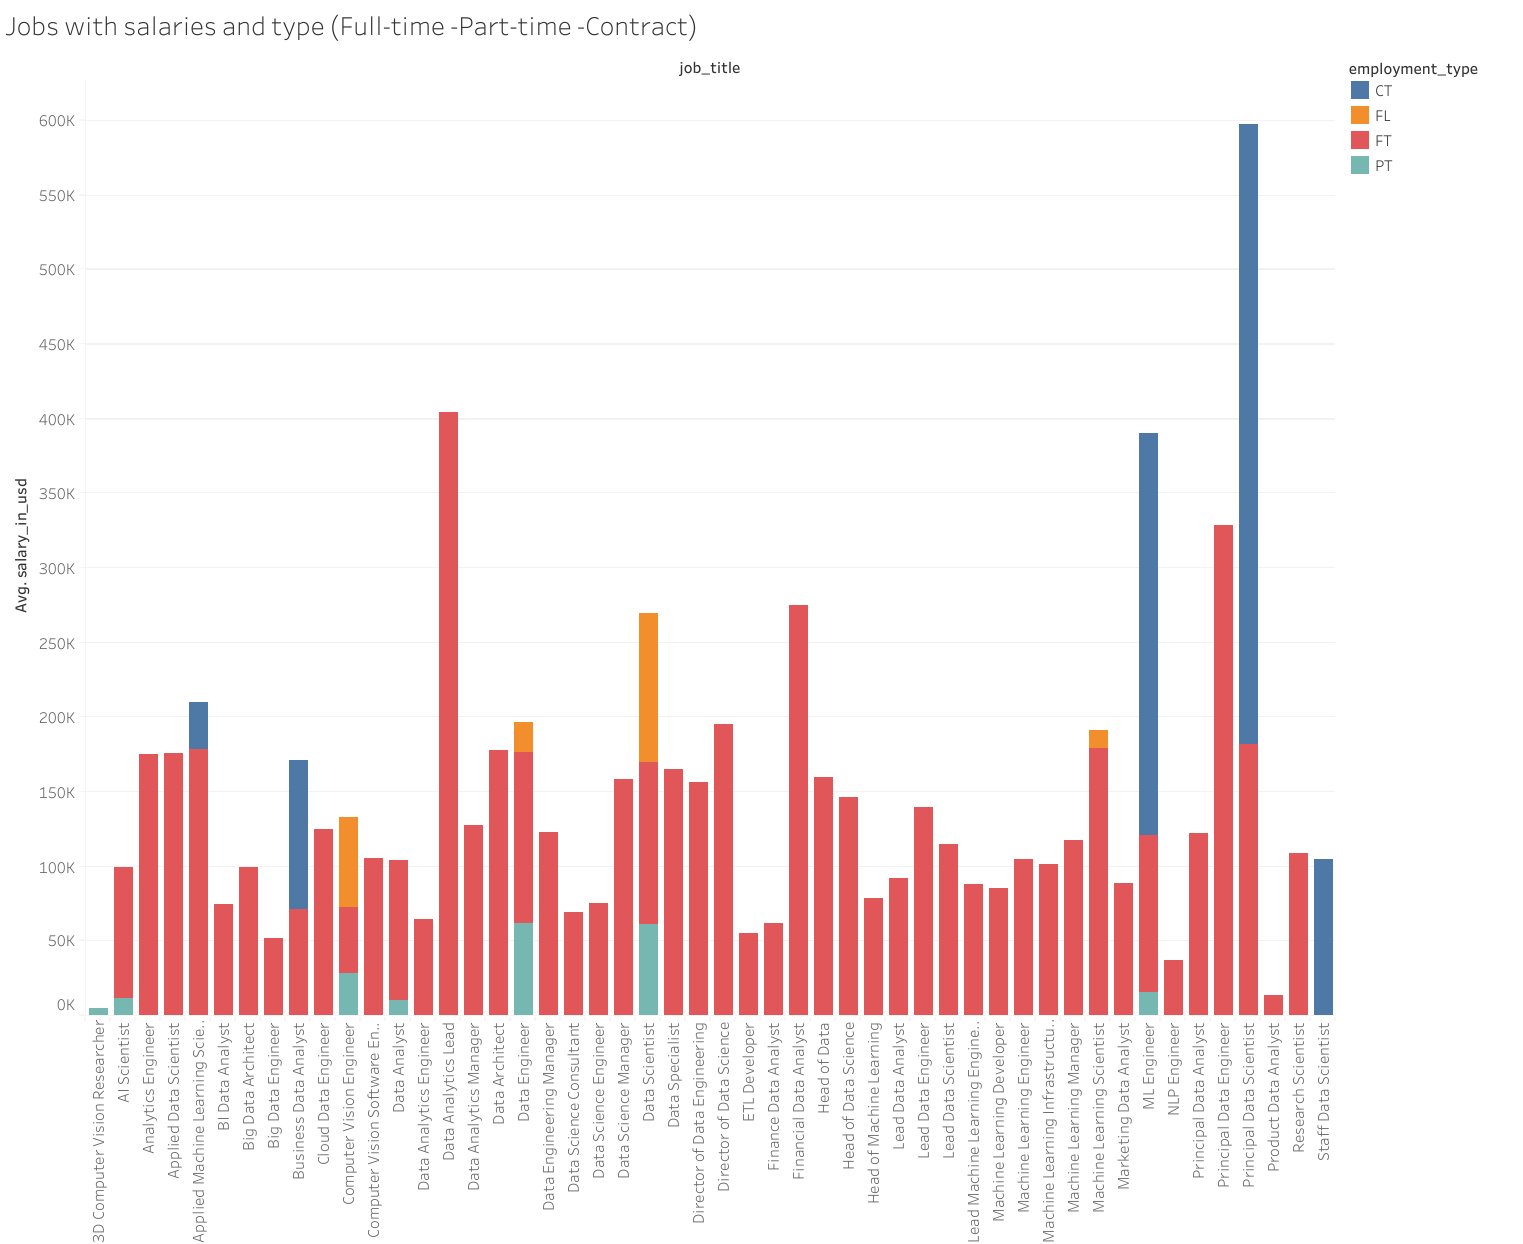 Jobs with salaries and type (Full-time -Part-time -Contract)
job_title
employment_type
CT
FL
FT
PT
Avg. salary_in_usd
600K
550K
500K
450K
400K
350K
300K
250K
200K
150K
100K
50K
0K
3D Computer Vision Researcher
AI Scientist
Analytics Engineer
Applied Data Scientist
Applied Machine Learning Scie..
BI Data Analyst
Big Data Architect
Big Data Engineer
Business Data Analyst
Cloud Data Engineer
Computer Vision Engineer
Computer Vision Software En..
Data Analyst
Data Analytics Engineer
Data Analytics Lead
Data Analytics Manager
Data Architect
Data Engineer
Data Engineering Manager
Data Science Consultant
Data Science Engineer
Data Science Manager
Data Scientist
Data Specialist
Director of Data Engineering
Director of Data Science
ETL Developer
Finance Data Analyst
Financial Data Analyst
Head of Data
Head of Data Science
Head of Machine Learning
Lead Data Analyst
Lead Data Engineer
Lead Data Scientist
Lead Machine Learning Engine..
Machine Learning Developer
Machine Learning Engineer
Machine Learning Infrastructu..
Machine Learning Manager
Machine Learning Scientist
Marketing Data Analyst
ML Engineer
NLP Engineer
Principal Data Analyst
Principal Data Engineer
Principal Data Scientist
Product Data Analyst
Research Scientist
Staff Data Scientist